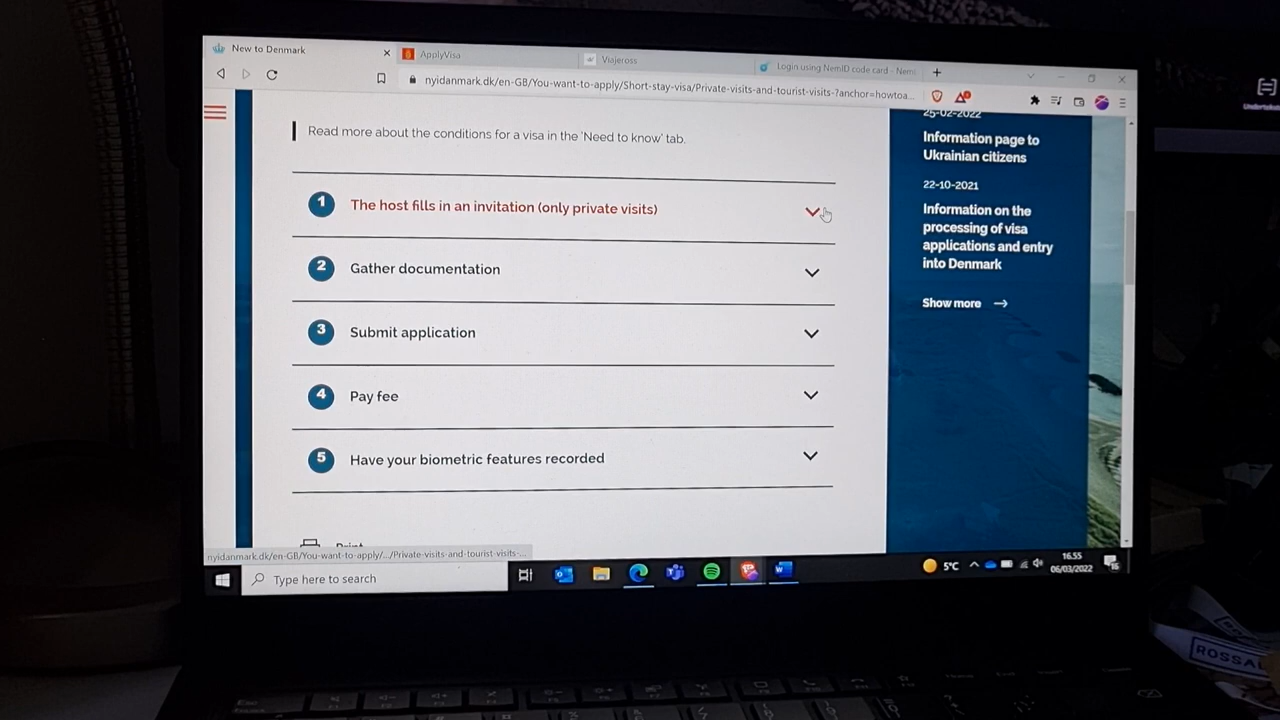 New to Denmark
ApplyVisa
Viajeross
Login using NemID code card - Nem
nyidanmark.dk/en-GB/You-want-to-apply/Short-stay-visa/Private-visits-and-tourist-visits-?anchor=howtoa...
Read more about the conditions for a visa in the 'Need to know' tab.
1 The host fills in an invitation (only private visits)
2 Gather documentation
3 Submit application
4 Pay fee
5 Have your biometric features recorded
Print
25-02-2022
Information page to
Ukrainian citizens
22-10-2021
Information on the
processing of visa
applications and entry
into Denmark
Show more
nyidanmark.dk/en-GB/You-want-to-apply/.../Private-visits-and-tourist-visits-...
Type here to search
5°C
16.55
06/03/2022